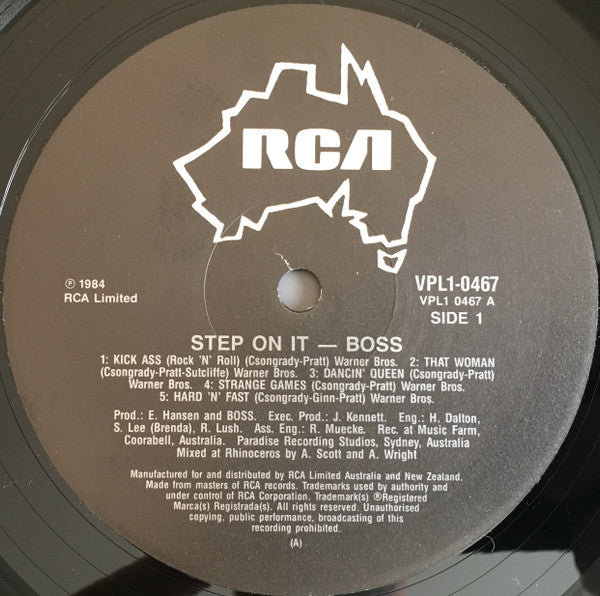 RCA
℗ 1984
RCA Limited
VPL1-0467
VPL1 0467 A
SIDE 1
STEP ON IT — BOSS
1: KICK ASS (Rock 'N' Roll) (Csongrady-Pratt) Warner Bros. 2: THAT WOMAN
(Csongrady-Pratt-Sutcliffe) Warner Bros. 3: DANCIN' QUEEN (Csongrady-Pratt)
Warner Bros. 4: STRANGE GAMES (Csongrady-Pratt) Warner Bros.
5: HARD 'N' FAST (Csongrady-Ginn-Pratt) Warner Bros.
Prod.: E. Hansen and BOSS. Exec. Prod.: J. Kennett. Eng.: H. Dalton,
S. Lee (Brenda), R. Lush. Ass. Eng.: R. Muecke. Rec. at Music Farm,
Coorabell, Australia. Paradise Recording Studios, Sydney, Australia
Mixed at Rhinoceros by A. Scott and A. Wright
Manufactured for and distributed by RCA Limited Australia and New Zealand.
Made from masters of RCA records. Trademarks used by authority and
under control of RCA Corporation. Trademark(s) ®Registered
Marca(s) Registrada(s). All rights reserved. Unauthorised
copying, public performance, broadcasting of this
recording prohibited.
(A)